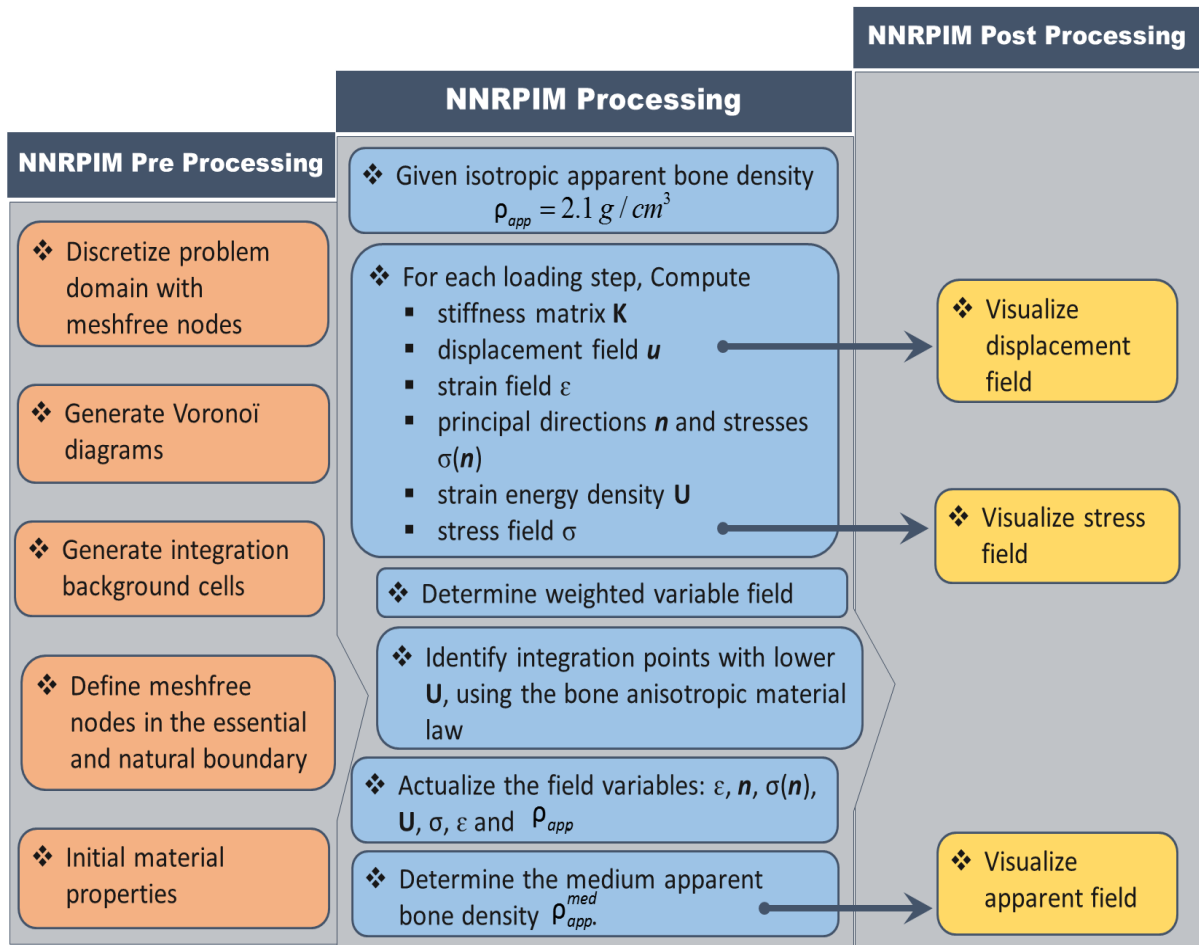 NNRPIM Pre Processing
❖ Discretize problem
domain with
meshfree nodes
❖ Generate Voronoï
diagrams
❖ Generate integration
background cells
❖ Define meshfree
nodes in the essential
and natural boundary
❖ Initial material
properties
NNRPIM Processing
❖ Given isotropic apparent bone density
ρapp = 2.1 g / cm³
❖ For each loading step, Compute
▪ stiffness matrix K
▪ displacement field u
▪ strain field ε
▪ principal directions n and stresses
σ(n)
▪ strain energy density U
▪ stress field σ
❖ Determine weighted variable field
❖ Identify integration points with lower
U, using the bone anisotropic material
law
❖ Actualize the field variables: ε, n, σ(n),
U, σ, ε and ρapp
❖ Determine the medium apparent
bone density ρapp^med.
NNRPIM Post Processing
❖ Visualize
displacement
field
❖ Visualize stress
field
❖ Visualize
apparent field